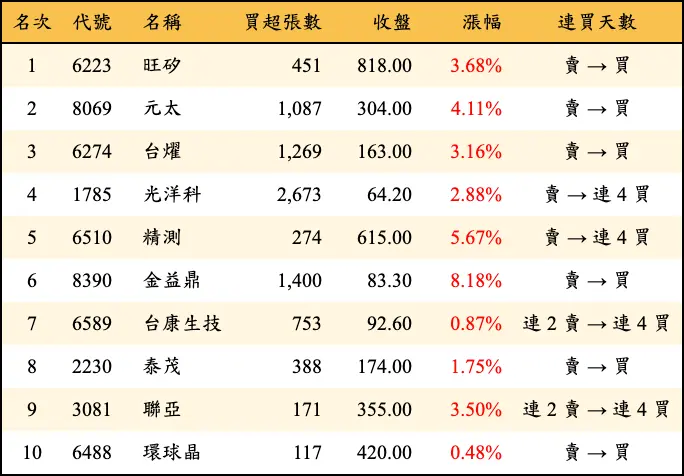 名次 代號 名稱 買超張數 收盤 漲幅 連買天數
1 6223 旺矽 451 818.00 3.68% 賣 → 買
2 8069 元太 1,087 304.00 4.11% 賣 → 買
3 6274 台燿 1,269 163.00 3.16% 賣 → 買
4 1785 光洋科 2,673 64.20 2.88% 賣 → 連 4 買
5 6510 精測 274 615.00 5.67% 賣 → 連 4 買
6 8390 金益鼎 1,400 83.30 8.18% 賣 → 買
7 6589 台康生技 753 92.60 0.87% 連 2 賣 → 連 4 買
8 2230 泰茂 388 174.00 1.75% 賣 → 買
9 3081 聯亞 171 355.00 3.50% 連 2 賣 → 連 4 買
10 6488 環球晶 117 420.00 0.48% 賣 → 買